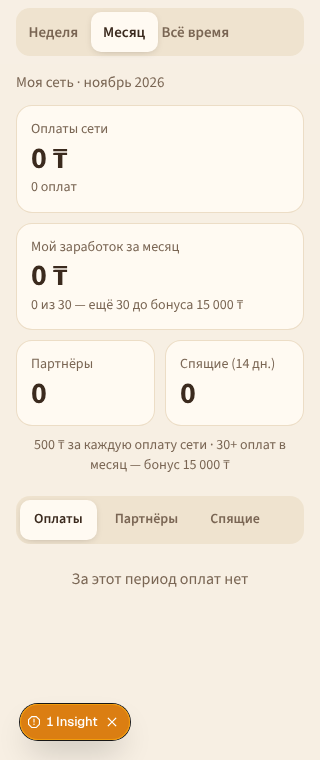 Неделя Месяц Всё время
Моя сеть · ноябрь 2026
Оплаты сети
0 ₸
0 оплат
Мой заработок за месяц
0 ₸
0 из 30 — ещё 30 до бонуса 15 000 ₸
Партнёры
0
Спящие (14 дн.)
0
500 ₸ за каждую оплату сети · 30+ оплат в
месяц — бонус 15 000 ₸
Оплаты Партнёры Спящие
За этот период оплат нет
1 Insight